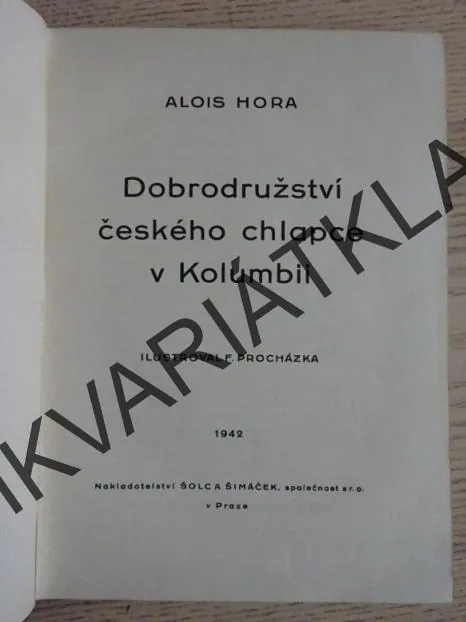 ALOIS HORA
Dobrodružství
českého chlapce
v Kolumbii
ILUSTROVAL F. PROCHÁZKA
1942
Nakladatelství ŠOLC A ŠIMÁČEK, společnost s r. o.
v Praze
IKVARIÁTKLA